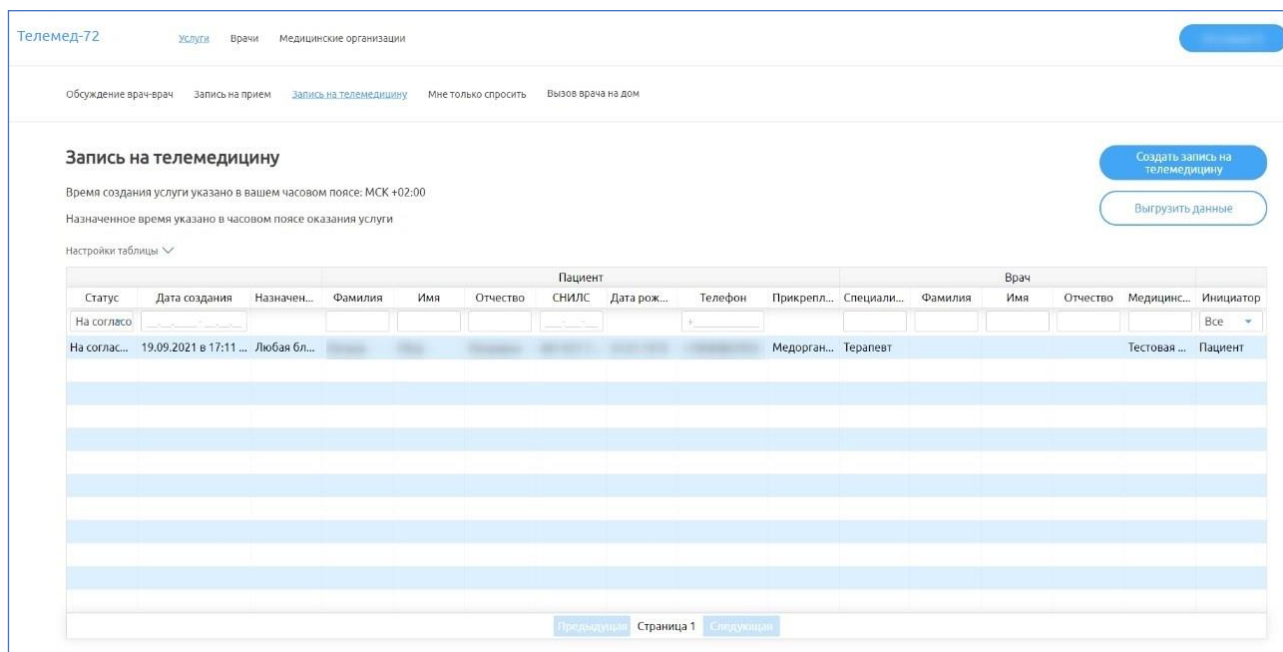 Телемед-72 Услуги Врачи Медицинские организации
Обсуждение врач-врач Запись на прием Запись на телемедицину Мне только спросить Вызов врача на дом
Запись на телемедицину
Создать запись на
телемедицину
Время создания услуги указано в вашем часовом поясе: МСК +02:00
Выгрузить данные
Назначенное время указано в часовом поясе оказания услуги
Настройки таблицы
Пациент Врач
Статус Дата создания Назначен... Фамилия Имя Отчество СНИЛС Дата рож... Телефон Прикрепл... Специали... Фамилия Имя Отчество Медицинс... Инициатор
На согласо Все
На соглас... 19.09.2021 в 17:11 ... Любая бл... Медорган... Терапевт Тестовая ... Пациент
Предыдущая Страница 1 Следующая